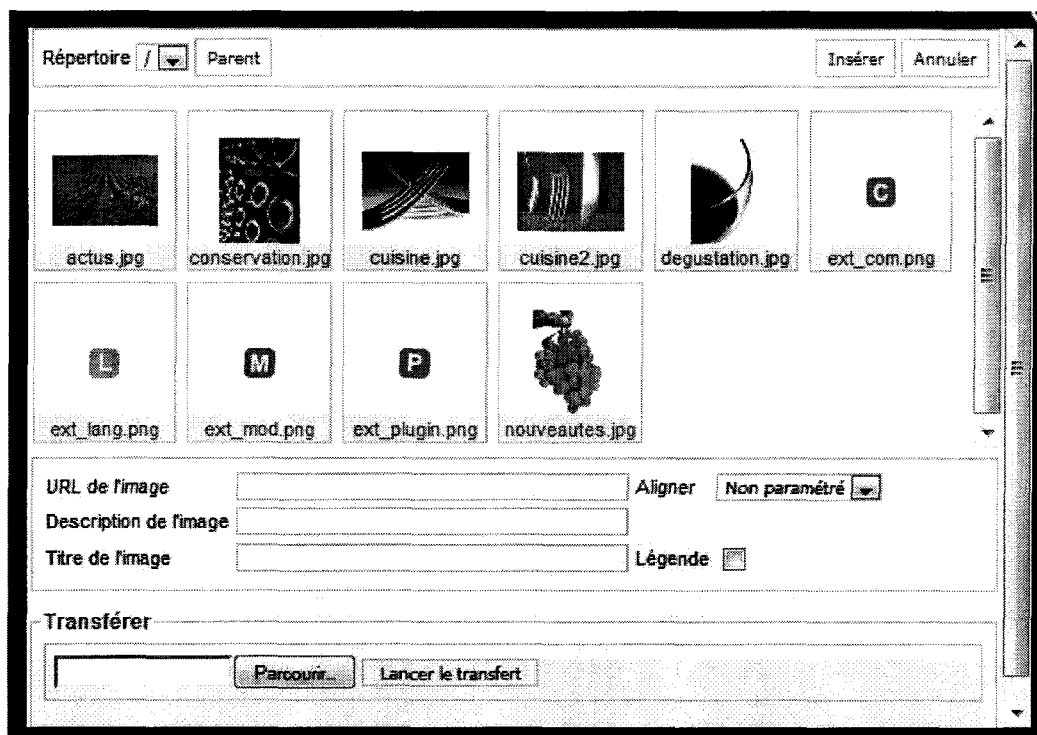 Répertoire / Parent Insérer Annuler
actus.jpg conservation.jpg cuisine.jpg cuisine2.jpg degustation.jpg ext_com.png
C
L M P
ext_lang.png ext_mod.png ext_plugin.png nouveautes.jpg
URL de l'image Aligner Non paramétré
Description de l'image
Titre de l'image Légende
Transférer
Parcourir... Lancer le transfert